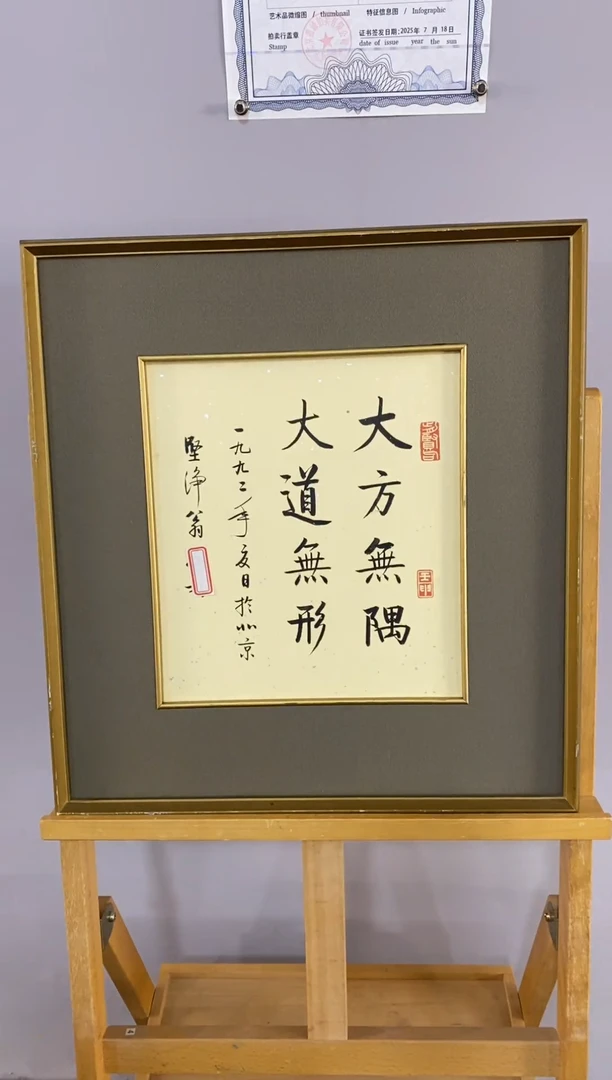 艺术品微缩图 / thumbnail 特征信息图 / Infographic
拍卖行盖章
Stamp
证书签发日期:2025年 7 月 18日
date of issue year the sun
大方無隅
大道無形
一九九二年夏日於北京
堅淨翁
壬申